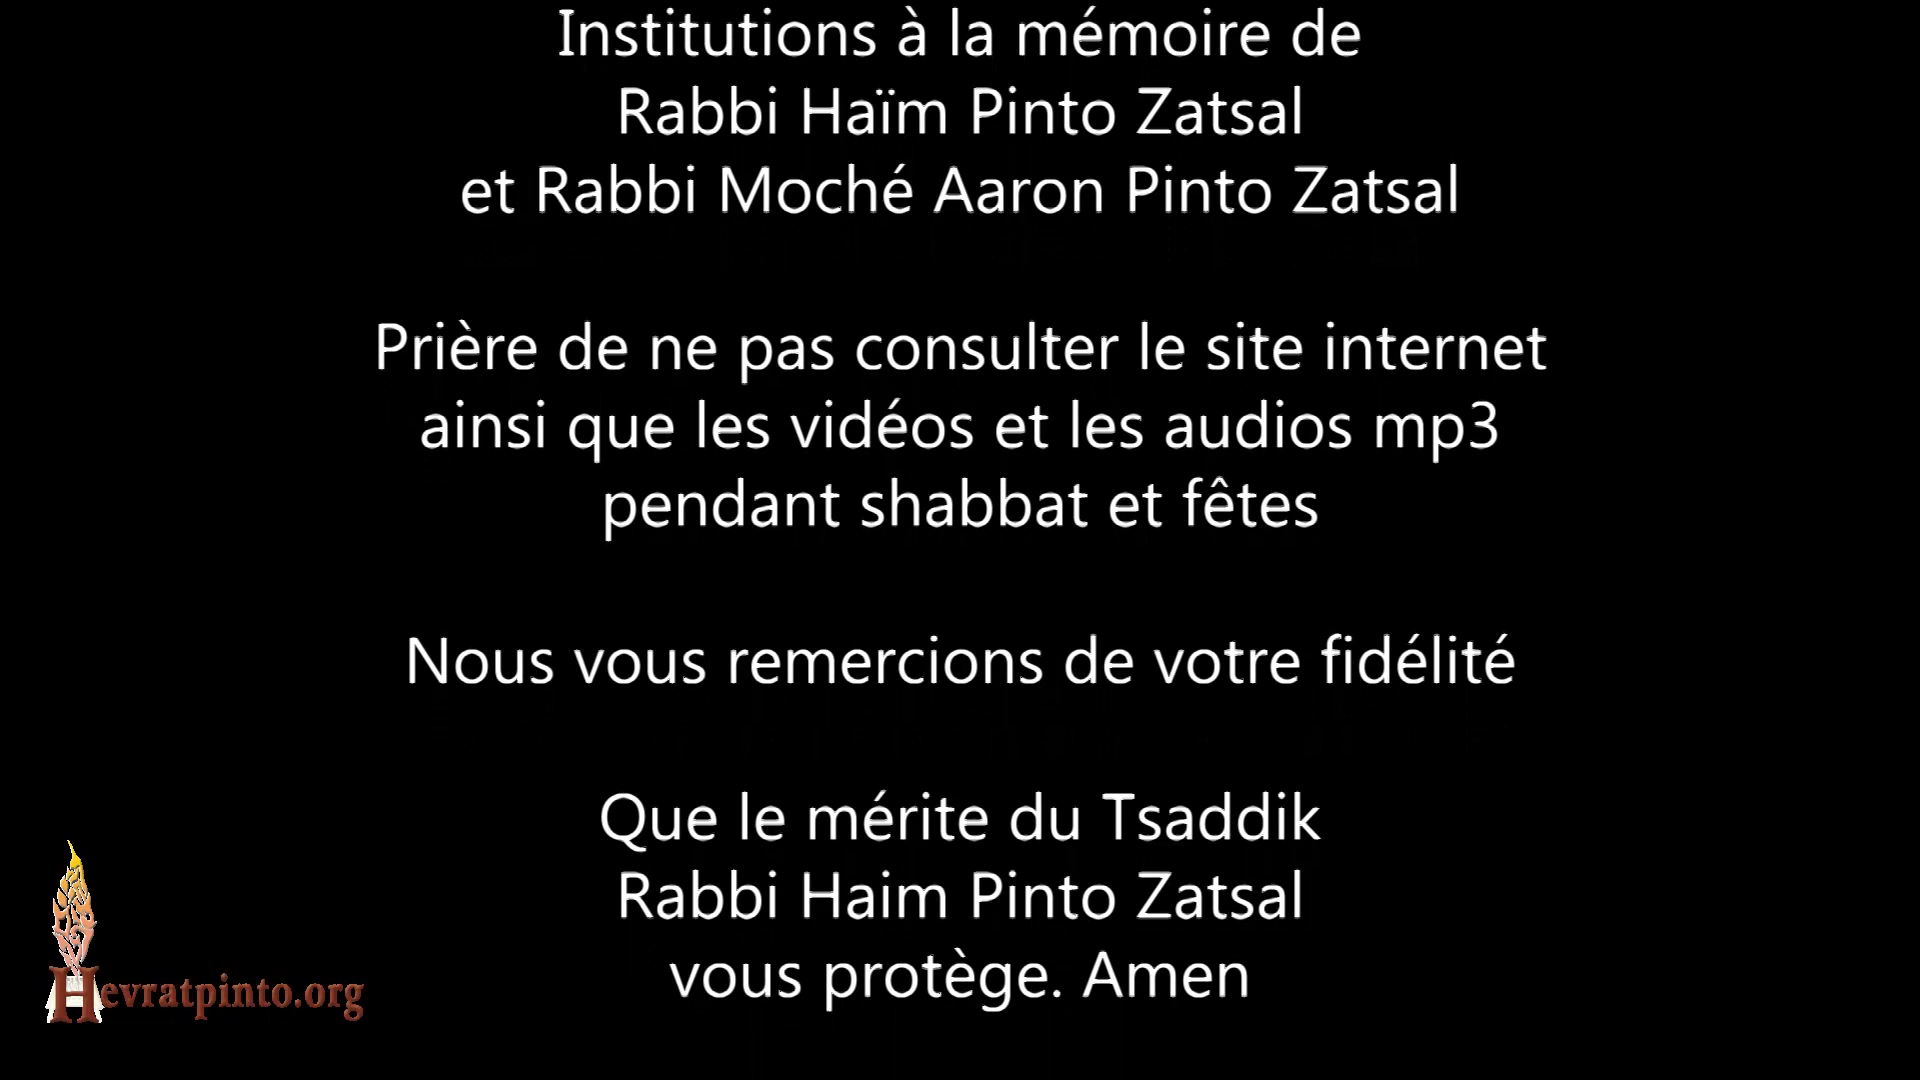 Institutions à la mémoire de
Rabbi Haïm Pinto Zatsal
et Rabbi Moché Aaron Pinto Zatsal
Prière de ne pas consulter le site internet
ainsi que les vidéos et les audios mp3
pendant shabbat et fêtes
Nous vous remercions de votre fidélité
Que le mérite du Tsaddik
Rabbi Haim Pinto Zatsal
vous protège. Amen
Hevratpinto.org